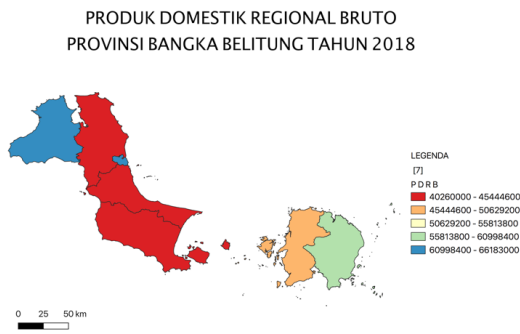 PRODUK DOMESTIK REGIONAL BRUTO
PROVINSI BANGKA BELITUNG TAHUN 2018
LEGENDA
[7]
P D R B
40260000 - 45444600
45444600 - 50629200
50629200 - 55813800
55813800 - 60998400
60998400 - 66183000
0 25 50 km